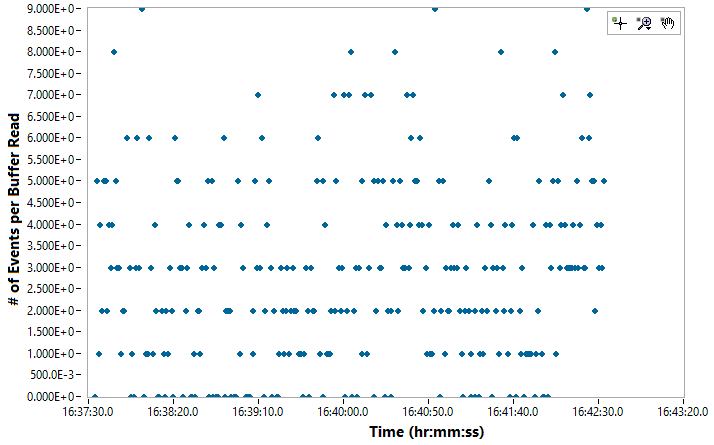 9.000E+0
8.500E+0
8.000E+0
7.500E+0
7.000E+0
6.500E+0
6.000E+0
5.500E+0
5.000E+0
4.500E+0
4.000E+0
3.500E+0
3.000E+0
2.500E+0
2.000E+0
1.500E+0
1.000E+0
500.0E-3
0.000E+0
# of Events per Buffer Read
16:37:30.0 16:38:20.0 16:39:10.0 16:40:00.0 16:40:50.0 16:41:40.0 16:42:30.0 16:43:20.0
Time (hr:mm:ss)